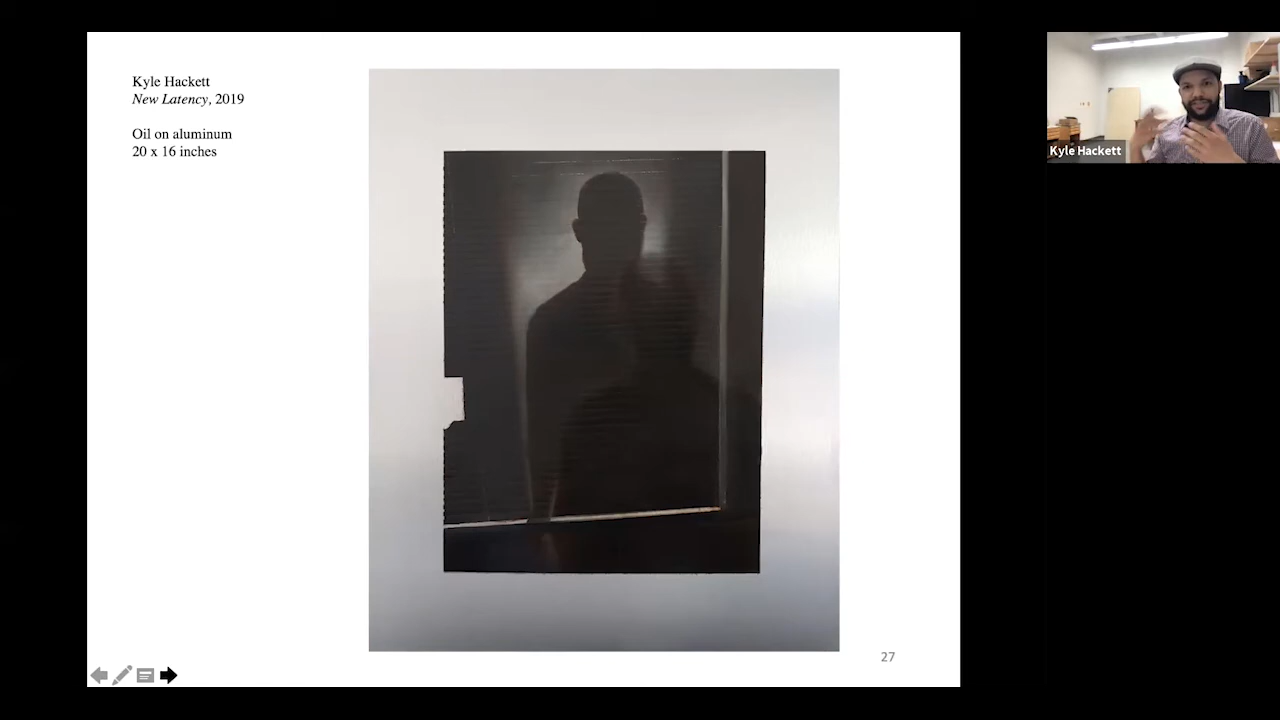 Kyle Hackett
New Latency, 2019
Oil on aluminum
20 x 16 inches
27
Kyle Hackett